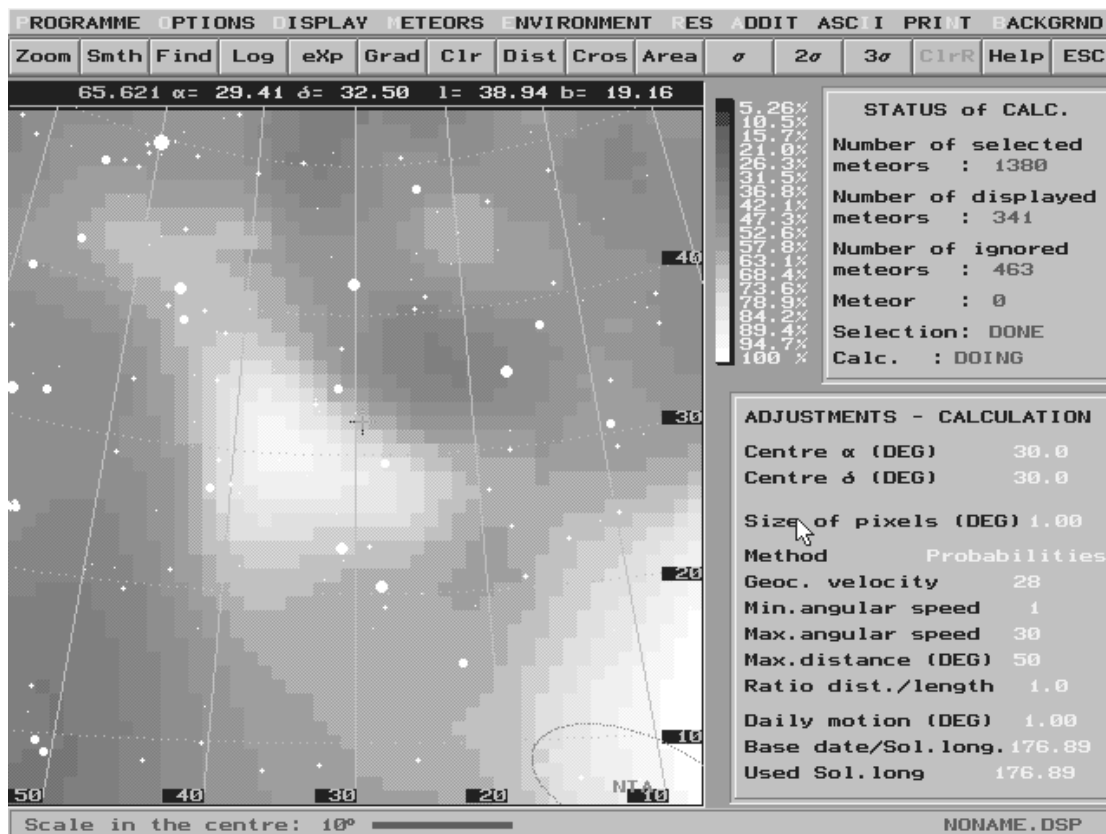 PROGRAMME OPTIONS DISPLAY METEORS ENVIRONMENT RES ADDIT ASCII PRINT BACKGRND
Zoom Smth Find Log eXp Grad Clr Dist Cros Area σ 2σ 3σ ClrR Help ESC
65.621 α= 29.41 δ= 32.50 l= 38.94 b= 19.16
5.26%
10.5%
15.7%
21.0%
26.3%
31.5%
36.8%
42.1%
47.3%
52.6%
57.8%
63.1%
68.4%
73.6%
78.9%
84.2%
89.4%
94.7%
100 %
STATUS of CALC.
Number of selected
meteors : 1380
Number of displayed
meteors : 341
Number of ignored
meteors : 463
Meteor : 0
Selection: DONE
Calc. : DOING
40
30
20
10
NTA
50 40 30 20 10
ADJUSTMENTS - CALCULATION
Centre α (DEG) 30.0
Centre δ (DEG) 30.0
Size of pixels (DEG) 1.00
Method Probabilities
Geoc. velocity 28
Min.angular speed 1
Max.angular speed 30
Max.distance (DEG) 50
Ratio dist./length 1.0
Daily motion (DEG) 1.00
Base date/Sol.long. 176.89
Used Sol.long 176.89
Scale in the centre: 10º
NONAME.DSP